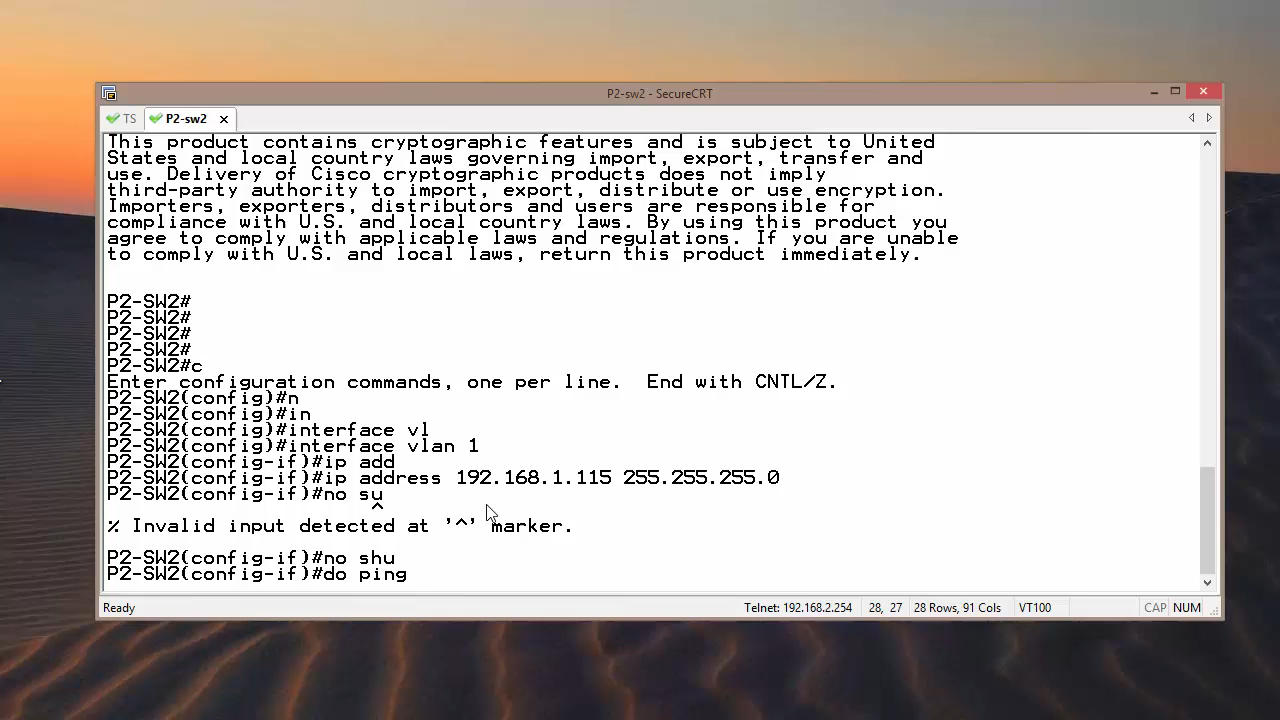 P2-sw2 - SecureCRT
TS P2-sw2
This product contains cryptographic features and is subject to United
States and local country laws governing import, export, transfer and
use. Delivery of Cisco cryptographic products does not imply
third-party authority to import, export, distribute or use encryption.
Importers, exporters, distributors and users are responsible for
compliance with U.S. and local country laws. By using this product you
agree to comply with applicable laws and regulations. If you are unable
to comply with U.S. and local laws, return this product immediately.
P2-SW2#
P2-SW2#
P2-SW2#
P2-SW2#
P2-SW2#c
Enter configuration commands, one per line.  End with CNTL/Z.
P2-SW2(config)#n
P2-SW2(config)#in
P2-SW2(config)#interface vl
P2-SW2(config)#interface vlan 1
P2-SW2(config-if)#ip add
P2-SW2(config-if)#ip address 192.168.1.115 255.255.255.0
P2-SW2(config-if)#no su
^
% Invalid input detected at '^' marker.
P2-SW2(config-if)#no shu
P2-SW2(config-if)#do ping
Ready Telnet: 192.168.2.254 28, 27 28 Rows, 91 Cols VT100 CAP NUM